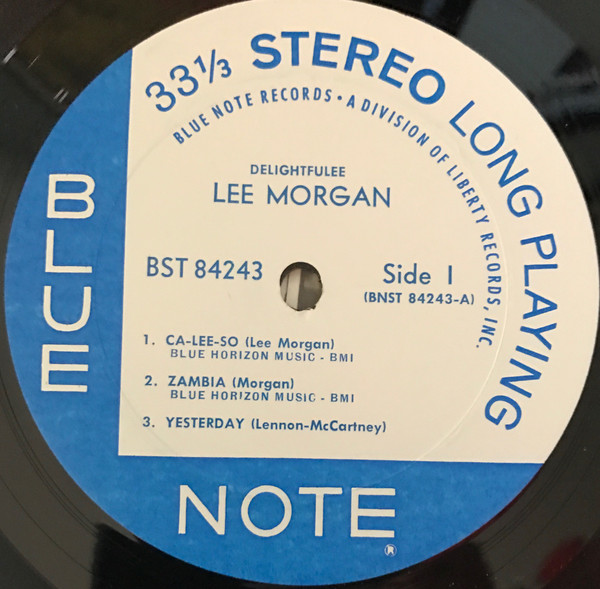 33⅓ STEREO LONG PLAYING
BLUE NOTE RECORDS • A DIVISION OF LIBERTY RECORDS, INC.
DELIGHTFULEE
LEE MORGAN
BST 84243
Side 1
(BNST 84243-A)
1. CA-LEE-SO (Lee Morgan)
BLUE HORIZON MUSIC - BMI
2. ZAMBIA (Morgan)
BLUE HORIZON MUSIC - BMI
3. YESTERDAY (Lennon-McCartney)
BLUE
NOTE
®